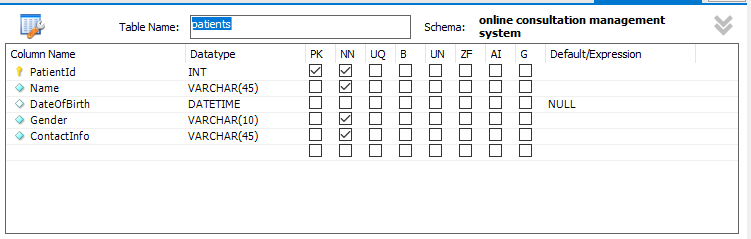 Table Name: patients Schema: online consultation management
system
Column Name Datatype PK NN UQ B UN ZF AI G Default/Expression
PatientId INT
Name VARCHAR(45)
DateOfBirth DATETIME NULL
Gender VARCHAR(10)
ContactInfo VARCHAR(45)